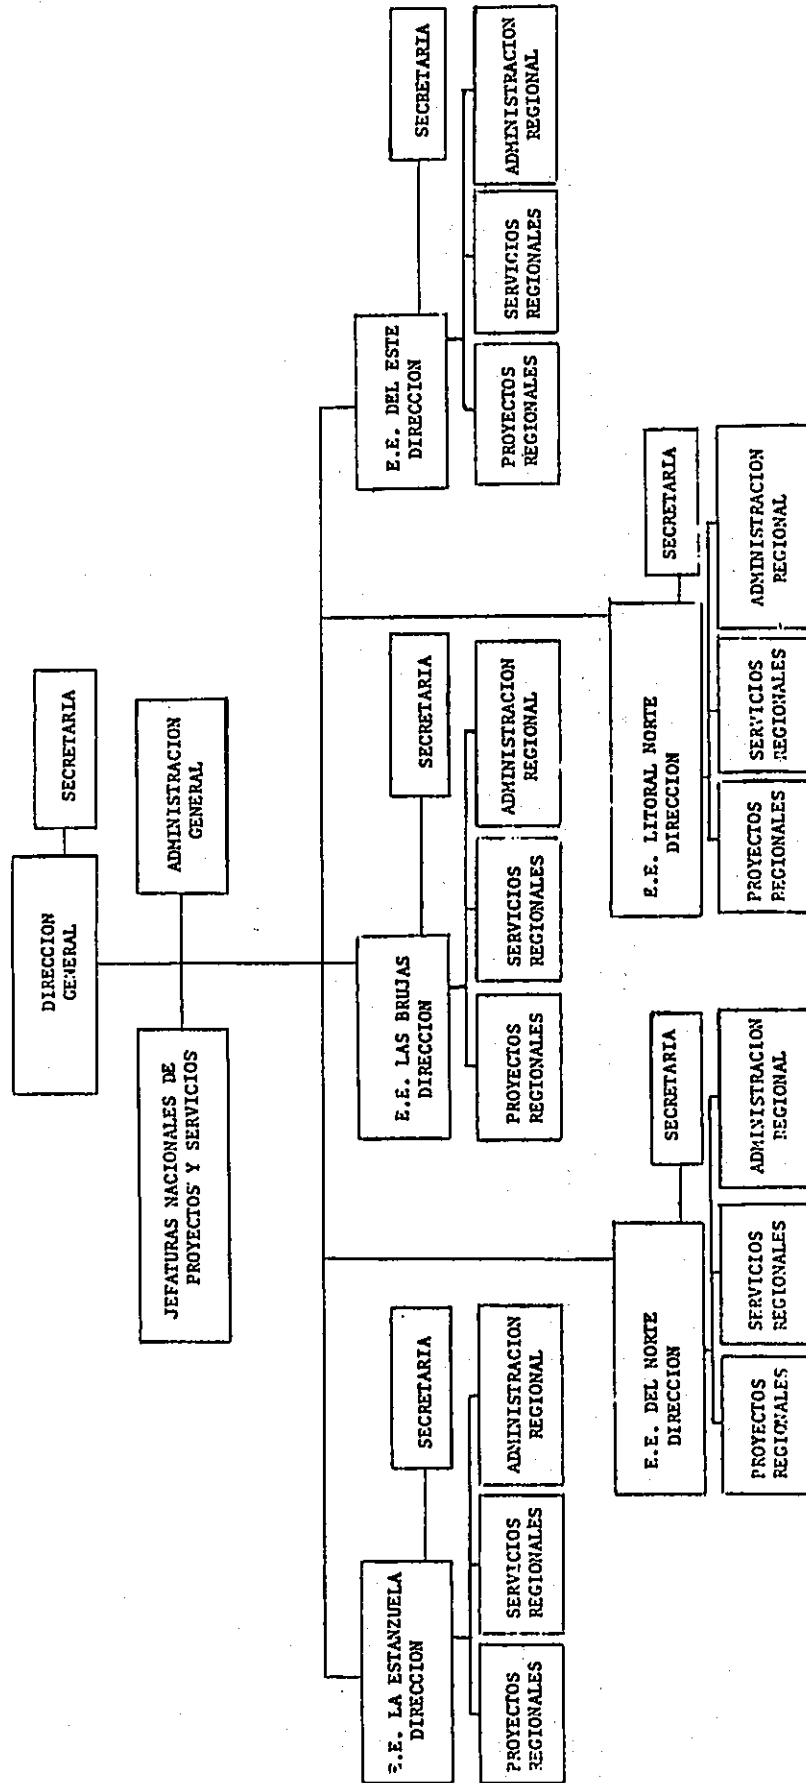 DIRECCION
GENERAL
SECRETARIA
JEFATURAS NACIONALES DE
PROYECTOS Y SERVICIOS
ADMINISTRACION
GENERAL
E.E. LA ESTANZUELA
DIRECCION
SECRETARIA
PROYECTOS
REGIONALES
SERVICIOS
REGIONALES
ADMINISTRACION
REGIONAL
E.E. LAS BRUJAS
DIRECCION
SECRETARIA
PROYECTOS
REGIONALES
SERVICIOS
REGIONALES
ADMINISTRACION
REGIONAL
E.E. DEL ESTE
DIRECCION
SECRETARIA
PROYECTOS
REGIONALES
SERVICIOS
REGIONALES
ADMINISTRACION
REGIONAL
E.E. DEL NORTE
DIRECCION
SECRETARIA
PROYECTOS
REGIONALES
SERVICIOS
REGIONALES
ADMINISTRACION
REGIONAL
E.E. LITORAL NORTE
DIRECCION
SECRETARIA
PROYECTOS
REGIONALES
SERVICIOS
REGIONALES
ADMINISTRACION
REGIONAL